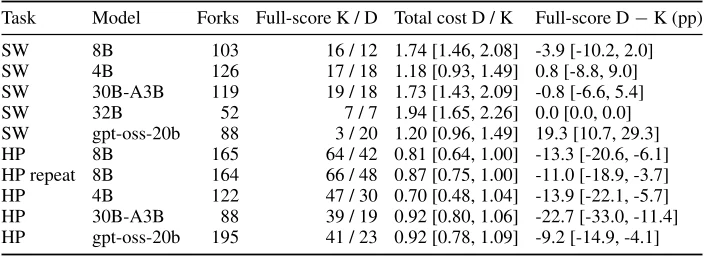 Task Model Forks Full-score K / D Total cost D / K Full-score D − K (pp)
SW 8B 103 16 / 12 1.74 [1.46, 2.08] -3.9 [-10.2, 2.0]
SW 4B 126 17 / 18 1.18 [0.93, 1.49] 0.8 [-8.8, 9.0]
SW 30B-A3B 119 19 / 18 1.73 [1.43, 2.09] -0.8 [-6.6, 5.4]
SW 32B 52 7 / 7 1.94 [1.65, 2.26] 0.0 [0.0, 0.0]
SW gpt-oss-20b 88 3 / 20 1.20 [0.96, 1.49] 19.3 [10.7, 29.3]
HP 8B 165 64 / 42 0.81 [0.64, 1.00] -13.3 [-20.6, -6.1]
HP repeat 8B 164 66 / 48 0.87 [0.75, 1.00] -11.0 [-18.9, -3.7]
HP 4B 122 47 / 30 0.70 [0.48, 1.04] -13.9 [-22.1, -5.7]
HP 30B-A3B 88 39 / 19 0.92 [0.80, 1.06] -22.7 [-33.0, -11.4]
HP gpt-oss-20b 195 41 / 23 0.92 [0.78, 1.09] -9.2 [-14.9, -4.1]